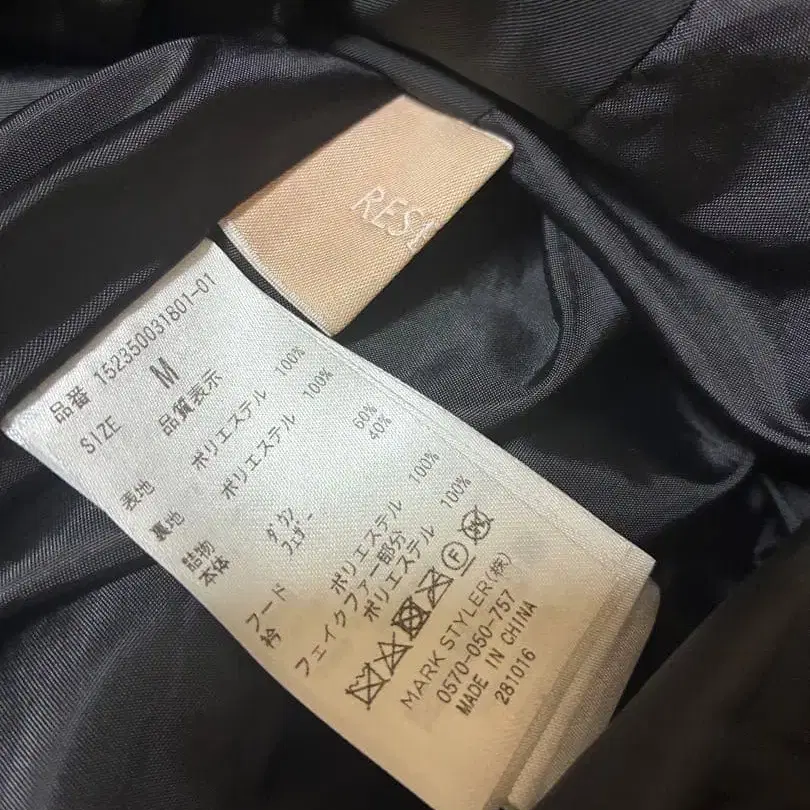 RESE
品番 152350031801-01
SIZE M
品質表示
表地 ポリエステル 100%
裏地 ポリエステル 100%
詰物 ダウン 60%
本体 フェザー 40%
フード
衿 ポリエステル 100%
フェイクファー部分
ポリエステル 100%
MARK STYLER(株)
0570-050-757
MADE IN CHINA
281016